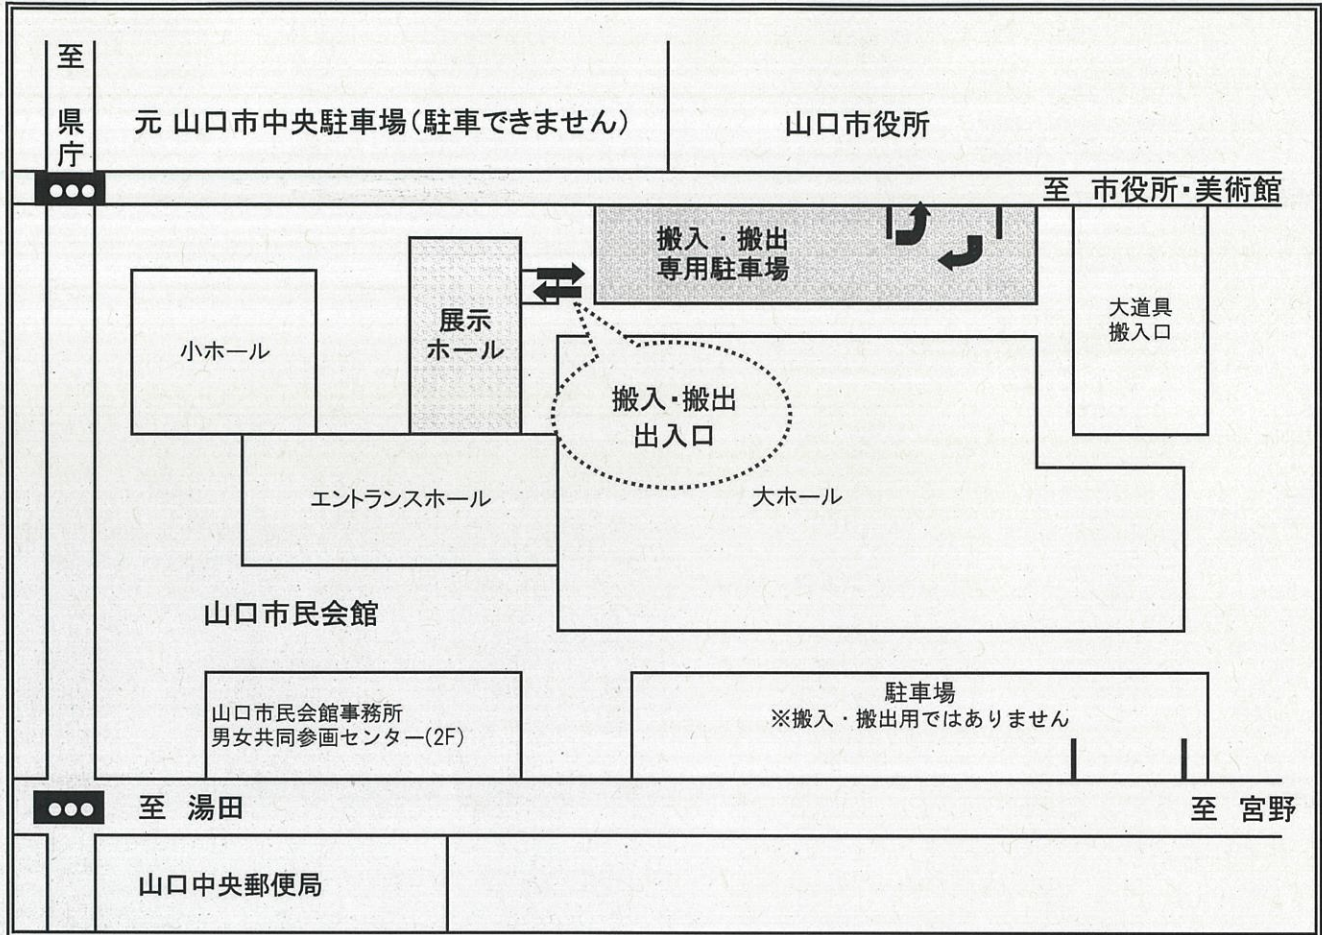 至
県
庁
元 山口市中央駐車場(駐車できません)
山口市役所
至 市役所・美術館
搬入・搬出
専用駐車場
展示
ホール
小ホール
大道具
搬入口
搬入・搬出
出入口
エントランスホール
大ホール
山口市民会館
山口市民会館事務所
男女共同参画センター(2F)
駐車場
※搬入・搬出用ではありません
至 湯田
至 宮野
山口中央郵便局